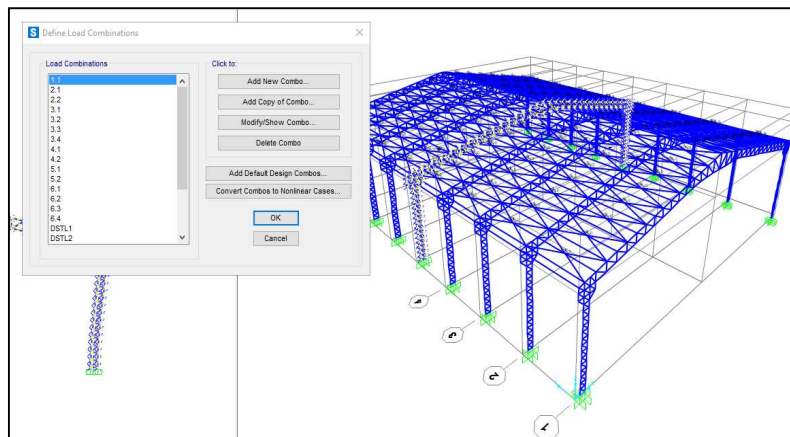 S Define Load Combinations
Load Combinations
1.1
2.1
2.2
3.1
3.2
3.3
3.4
4.1
4.2
5.1
5.2
6.1
6.2
6.3
6.4
DSTL1
DSTL2
Click to:
Add New Combo...
Add Copy of Combo...
Modify/Show Combo...
Delete Combo
Add Default Design Combos...
Convert Combos to Nonlinear Cases...
OK
Cancel